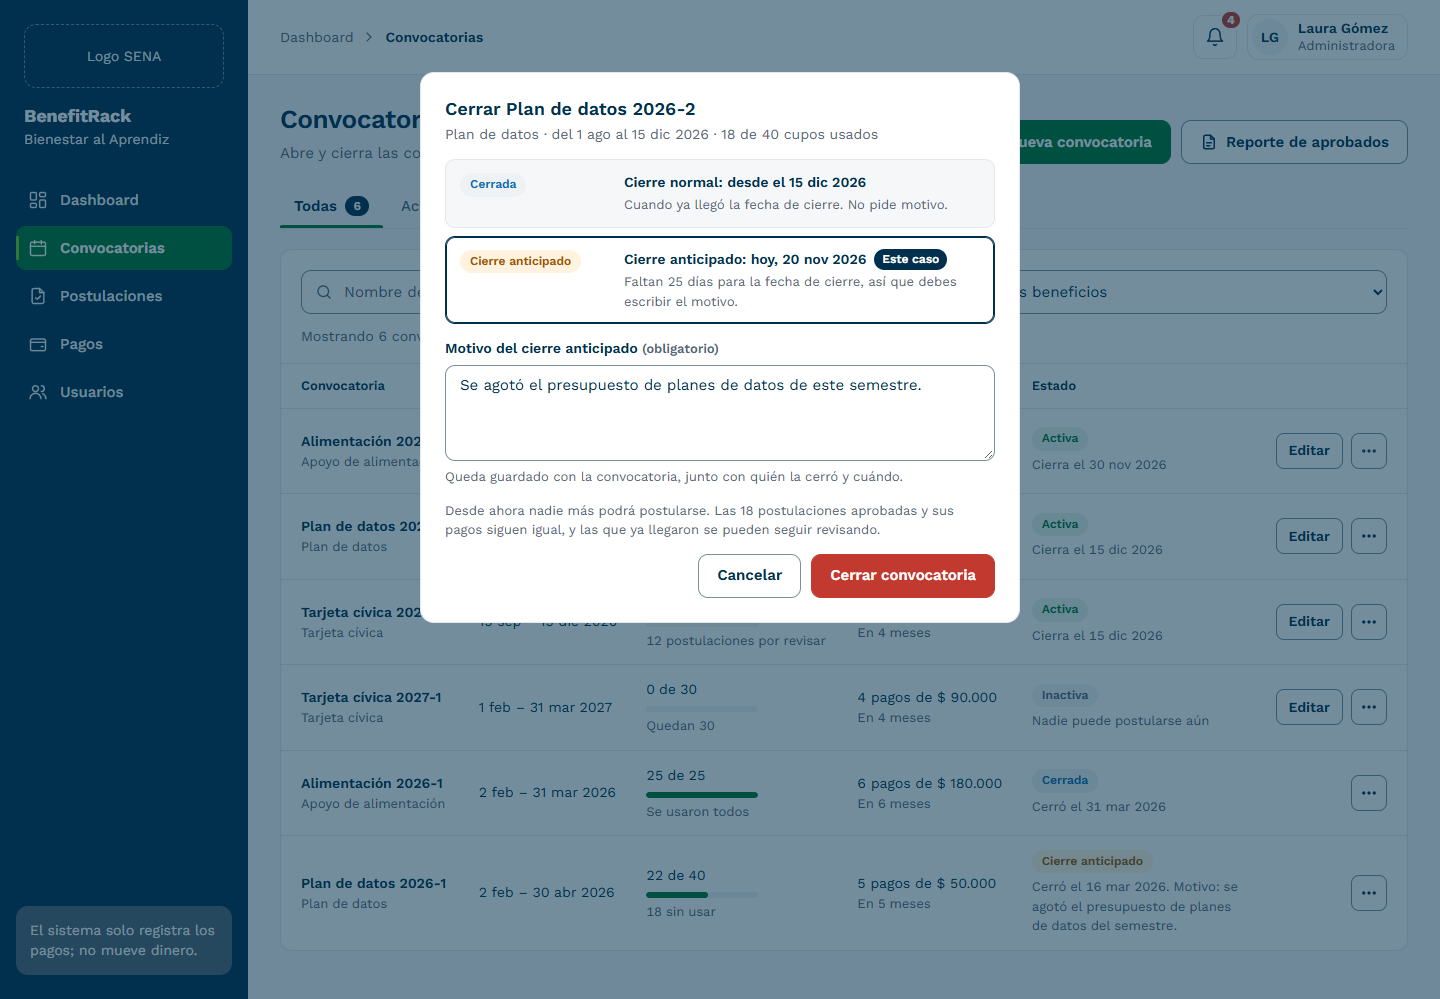 Logo SENA
BenefitRack
Bienestar al Aprendiz
Dashboard
Convocatorias
Postulaciones
Pagos
Usuarios
El sistema solo registra los
pagos; no mueve dinero.
Dashboard > Convocatorias
4
LG
Laura Gómez
Administradora
Reporte de aprobados
convocatoria
Abre y cierra las
Todas 6
Nombre
beneficios
Mostrando 6
Cerrar Plan de datos 2026-2
Plan de datos · del 1 ago al 15 dic 2026 · 18 de 40 cupos usados
Cerrada
Cierre normal: desde el 15 dic 2026
Cuando ya llegó la fecha de cierre. No pide motivo.
Cierre anticipado
Cierre anticipado: hoy, 20 nov 2026 Este caso
Faltan 25 días para la fecha de cierre, así que debes
escribir el motivo.
Motivo del cierre anticipado (obligatorio)
Se agotó el presupuesto de planes de datos de este semestre.
Queda guardado con la convocatoria, junto con quién la cerró y cuándo.
Desde ahora nadie más podrá postularse. Las 18 postulaciones aprobadas y sus
pagos siguen igual, y las que ya llegaron se pueden seguir revisando.
Cancelar
Cerrar convocatoria
Convocatoria
Estado
Alimentación
Activa
Cierra el 30 nov 2026
Editar
Plan de datos
Plan de datos
Activa
Cierra el 15 dic 2026
Editar
Tarjeta cívica
Tarjeta cívica
12 postulaciones por revisar
En 4 meses
Activa
Cierra el 15 dic 2026
Editar
Tarjeta cívica 2027-1
Tarjeta cívica
1 feb – 31 mar 2027
0 de 30
Quedan 30
4 pagos de $ 90.000
En 4 meses
Inactiva
Nadie puede postularse aún
Editar
Alimentación 2026-1
Apoyo de alimentación
2 feb – 31 mar 2026
25 de 25
Se usaron todos
6 pagos de $ 180.000
En 6 meses
Cerrada
Cerró el 31 mar 2026
Plan de datos 2026-1
Plan de datos
2 feb – 30 abr 2026
22 de 40
18 sin usar
5 pagos de $ 50.000
En 5 meses
Cierre anticipado
Cerró el 16 mar 2026. Motivo: se
agotó el presupuesto de planes
de datos del semestre.